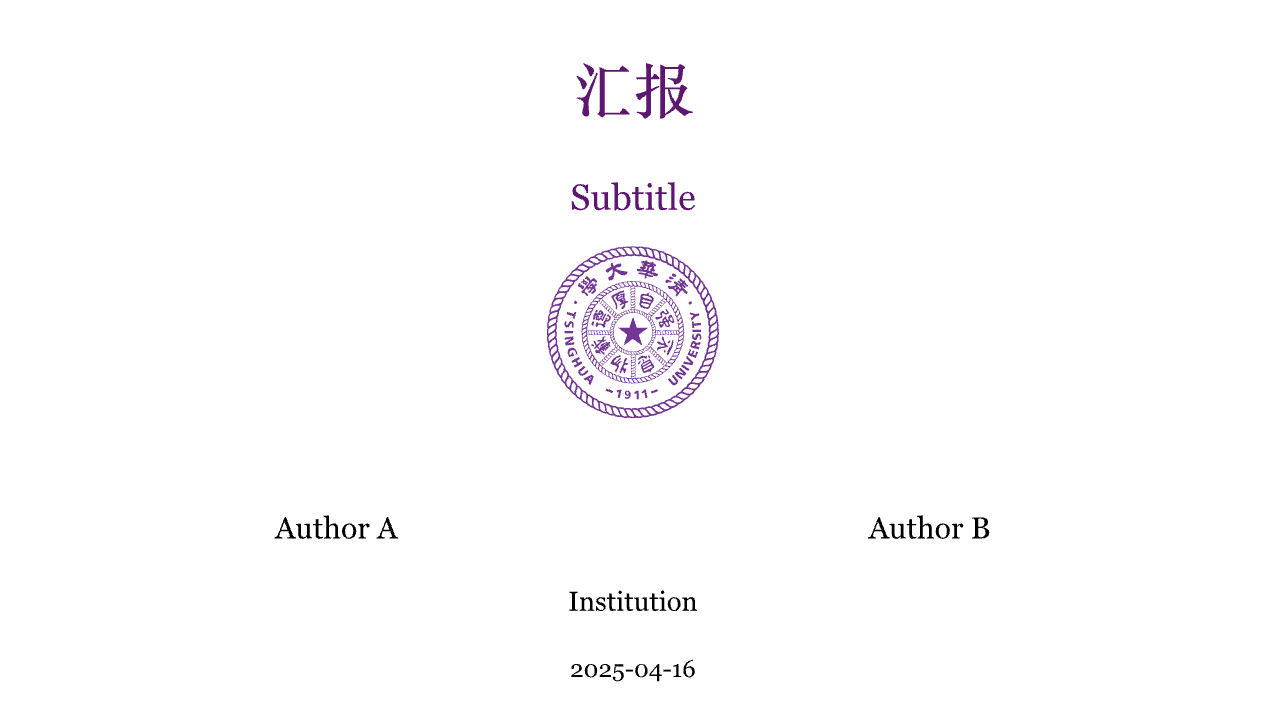 汇报
Subtitle
清華大學
TSINGHUA UNIVERSITY
自强不息
厚德載物
–1911–
Author A
Author B
Institution
2025-04-16